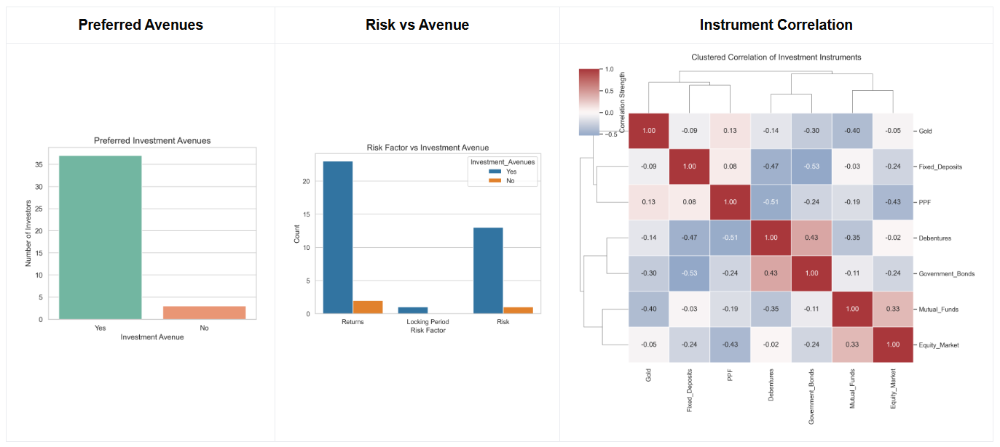 Preferred Avenues
Risk vs Avenue
Instrument Correlation
Preferred Investment Avenues
35
30
25
20
15
10
5
0
Number of Investors
Yes
No
Investment Avenue
Risk Factor vs Investment Avenue
Investment_Avenues
Yes
No
20
15
10
5
0
Count
Returns
Locking Period
Risk
Risk Factor
Clustered Correlation of Investment Instruments
1.0
0.5
0.0
−0.5
Correlation Strength
1.00 -0.09 0.13 -0.14 -0.30 -0.40 -0.05 Gold
-0.09 1.00 0.08 -0.47 -0.53 -0.03 -0.24 Fixed_Deposits
0.13 0.08 1.00 -0.51 -0.24 -0.19 -0.43 PPF
-0.14 -0.47 -0.51 1.00 0.43 -0.35 -0.02 Debentures
-0.30 -0.53 -0.24 0.43 1.00 -0.11 -0.24 Government_Bonds
-0.40 -0.03 -0.19 -0.35 -0.11 1.00 0.33 Mutual_Funds
-0.05 -0.24 -0.43 -0.02 -0.24 0.33 1.00 Equity_Market
Gold
Fixed_Deposits
PPF
Debentures
Government_Bonds
Mutual_Funds
Equity_Market